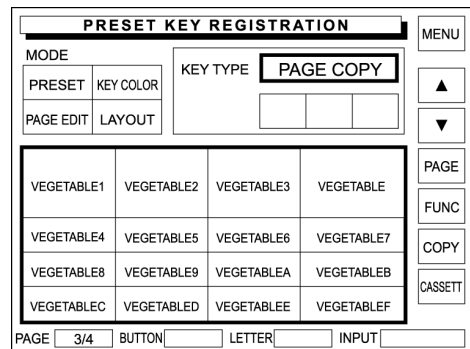 PRESET KEY REGISTRATION
MENU
MODE
KEY TYPE PAGE COPY
PRESET KEY COLOR
▲
PAGE EDIT LAYOUT
▼
VEGETABLE1 VEGETABLE2 VEGETABLE3 VEGETABLE
PAGE
FUNC
VEGETABLE4 VEGETABLE5 VEGETABLE6 VEGETABLE7
COPY
VEGETABLE8 VEGETABLE9 VEGETABLEA VEGETABLEB
CASSETT
VEGETABLEC VEGETABLED VEGETABLEE VEGETABLEF
PAGE 3/4 BUTTON LETTER INPUT